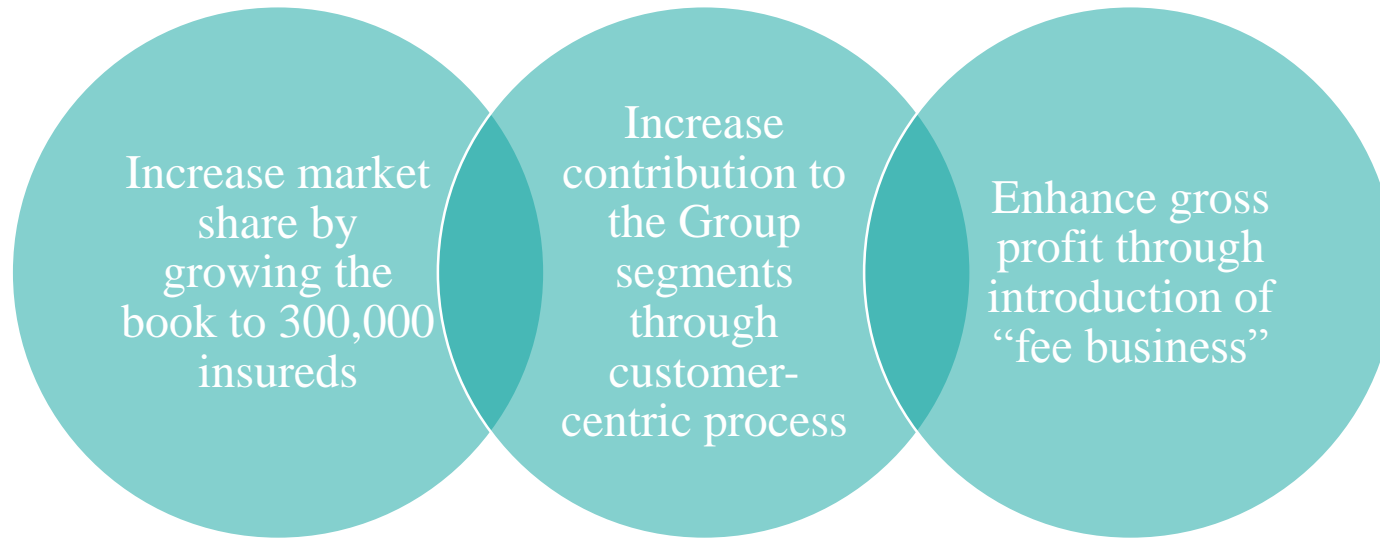 Increase market
share by
growing the
book to 300,000
insureds
Increase
contribution to
the Group
segments
through
customer-
centric process
Enhance gross
profit through
introduction of
“fee business”